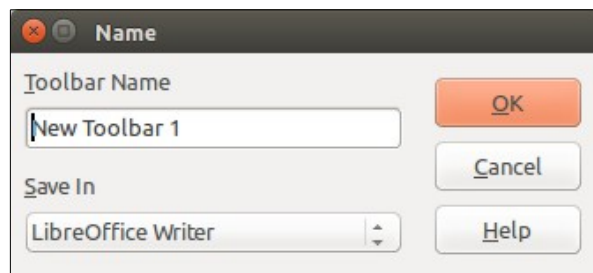 Name
Toolbar Name
New Toolbar 1
Save In
LibreOffice Writer
OK
Cancel
Help